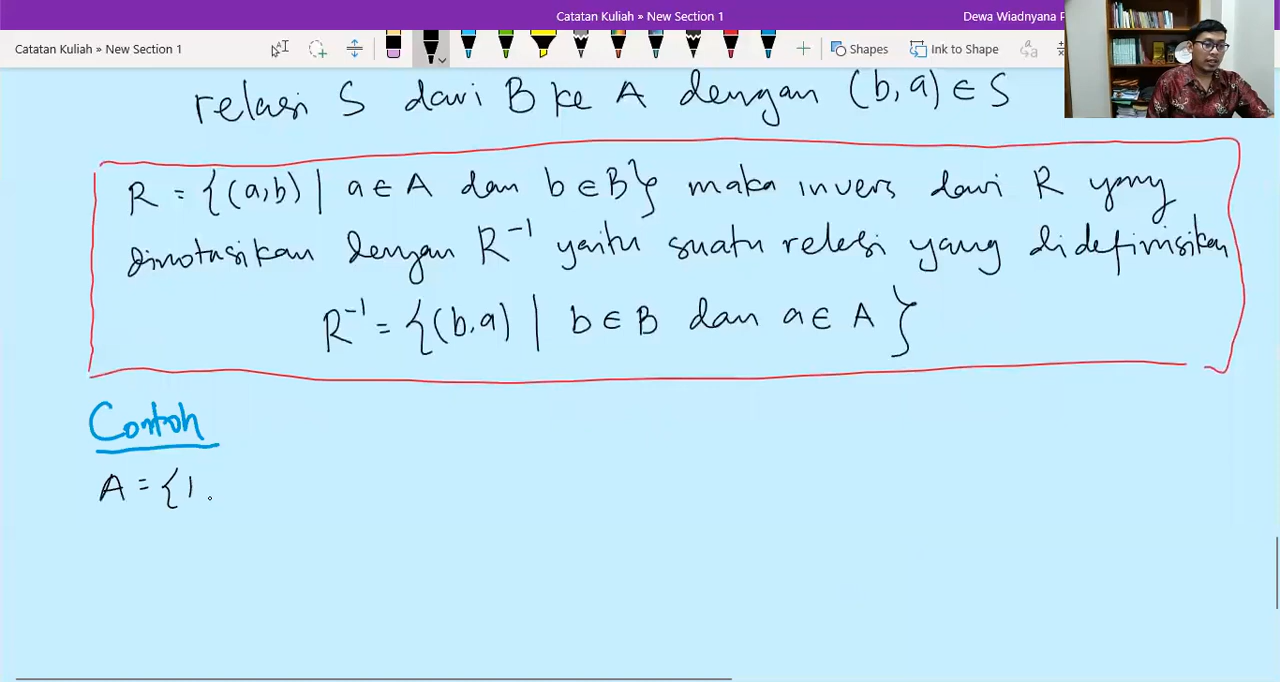 Catatan Kuliah » New Section 1
Dewa Wiadnyana P
Catatan Kuliah » New Section 1
Shapes
Ink to Shape
relasi S dari B ke A dengan (b,a) ∈ S
R = {(a,b) | a ∈ A dan b ∈ B} maka invers dari R yang
dinotasikan dengan R⁻¹ yaitu suatu relasi yang didefinisikan
R⁻¹ = {(b,a) | b ∈ B dan a ∈ A }
Contoh
A = {1 ,